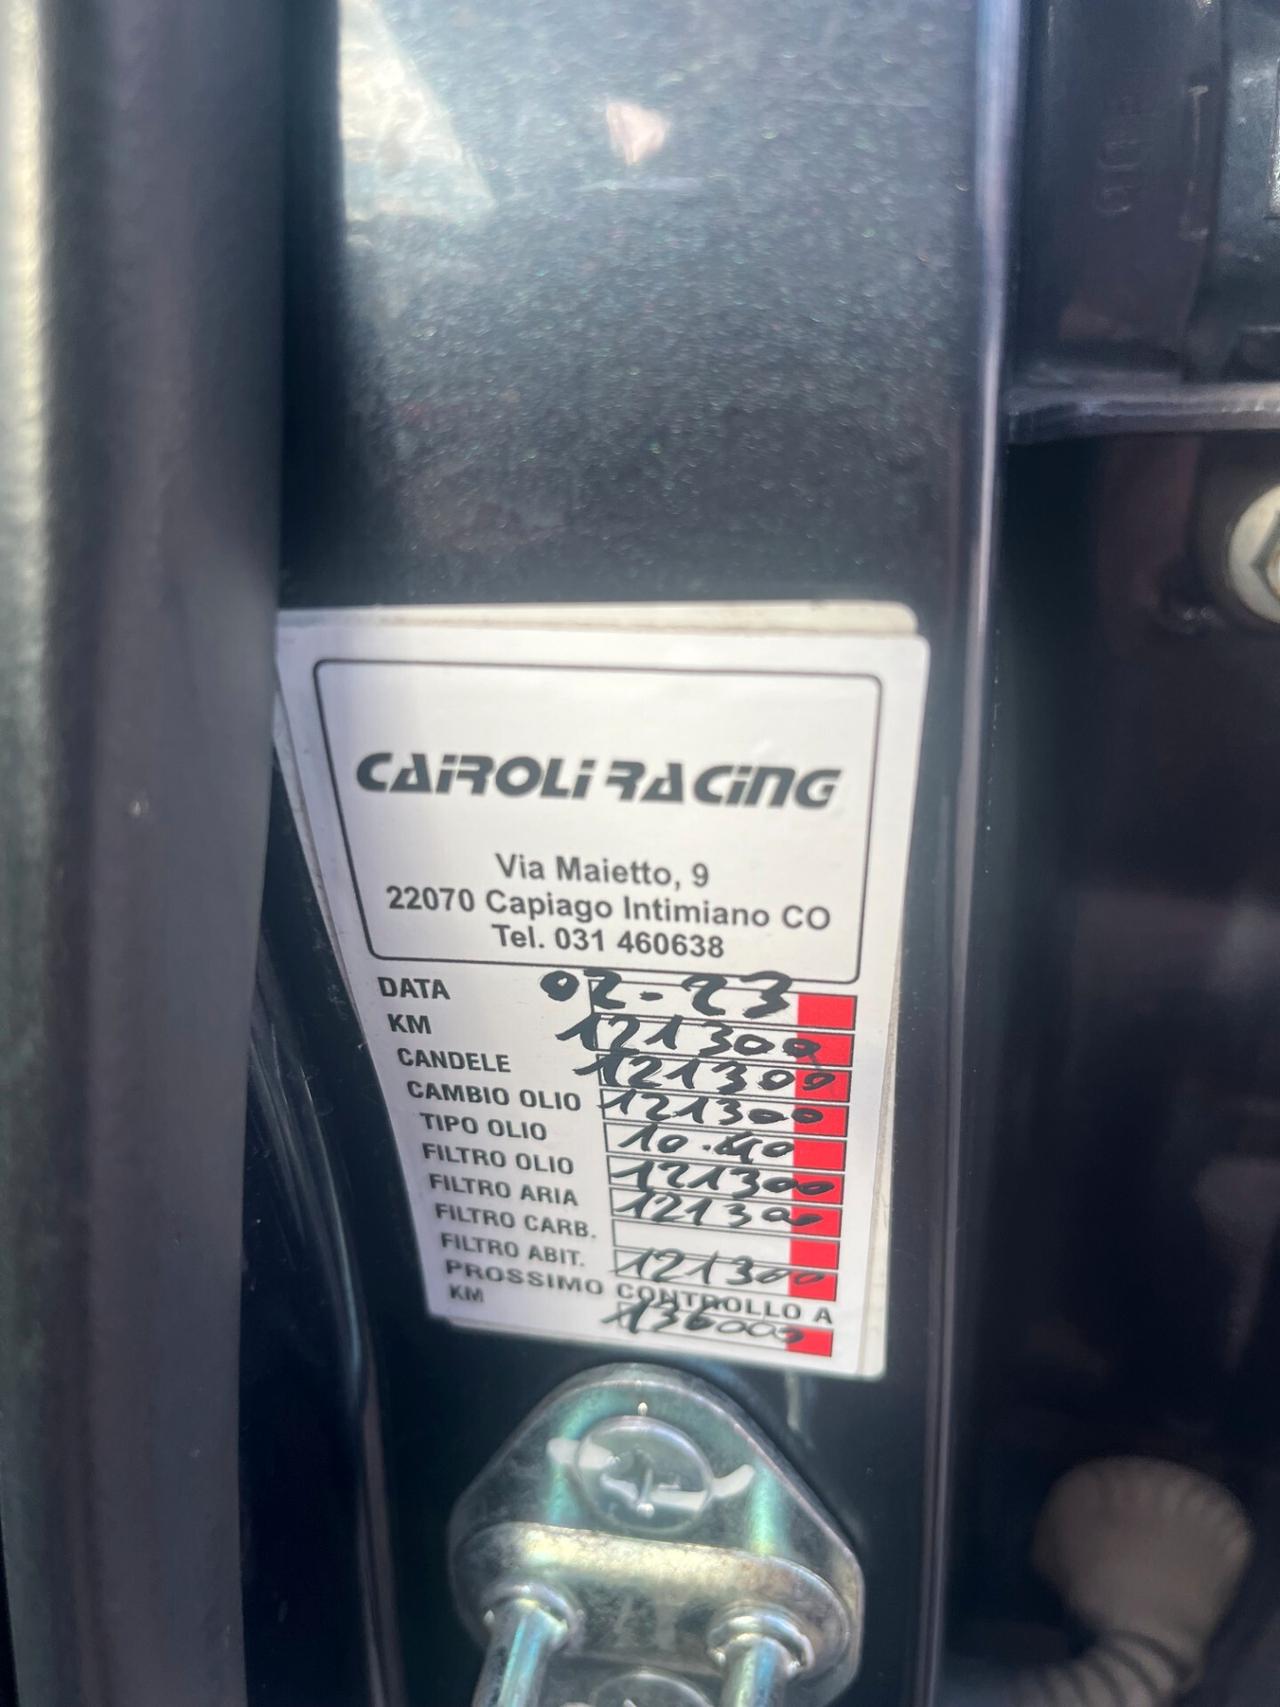 CAIROLI RACING
Via Maietto, 9
22070 Capiago Intimiano CO
Tel. 031 460638
DATA 02-23
KM 121300
CANDELE 121300
CAMBIO OLIO 121300
TIPO OLIO 10.40
FILTRO OLIO 121300
FILTRO ARIA 121300
FILTRO CARB.
FILTRO ABIT. 121300
PROSSIMO CONTROLLO A
KM 136000